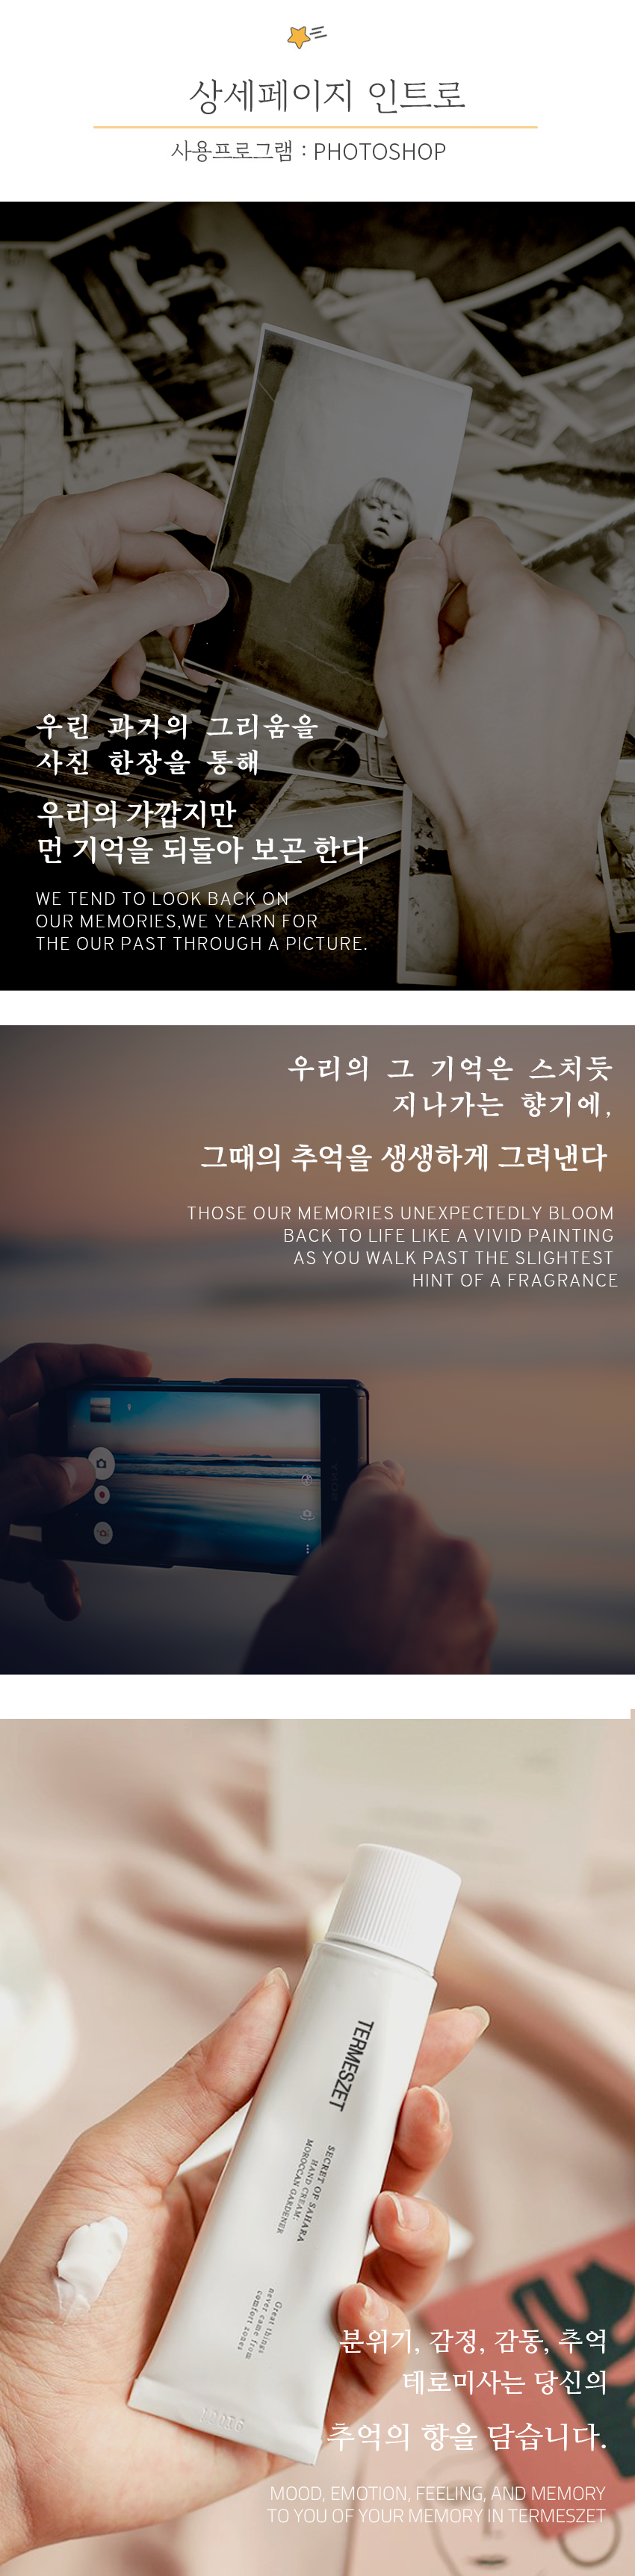 상세페이지 인트로
사용프로그램 : PHOTOSHOP
우린 과거의 그리움을
사진 한장을 통해
우리의 가깝지만
먼 기억을 되돌아 보곤 한다
WE TEND TO LOOK BACK ON
OUR MEMORIES,WE YEARN FOR
THE OUR PAST THROUGH A PICTURE.
우리의 그 기억은 스치듯
지나가는 향기에,
그때의 추억을 생생하게 그려낸다
THOSE OUR MEMORIES UNEXPECTEDLY BLOOM
BACK TO LIFE LIKE A VIVID PAINTING
AS YOU WALK PAST THE SLIGHTEST
HINT OF A FRAGRANCE
TERMESZET
SECRET OF SAHARA
HAND CREAM:
MOROCCAN GARDENER
Great things
never came from
comfort zones
분위기, 감정, 감동, 추억
테로미사는 당신의
추억의 향을 담습니다.
MOOD, EMOTION, FEELING, AND MEMORY
TO YOU OF YOUR MEMORY IN TERMESZET